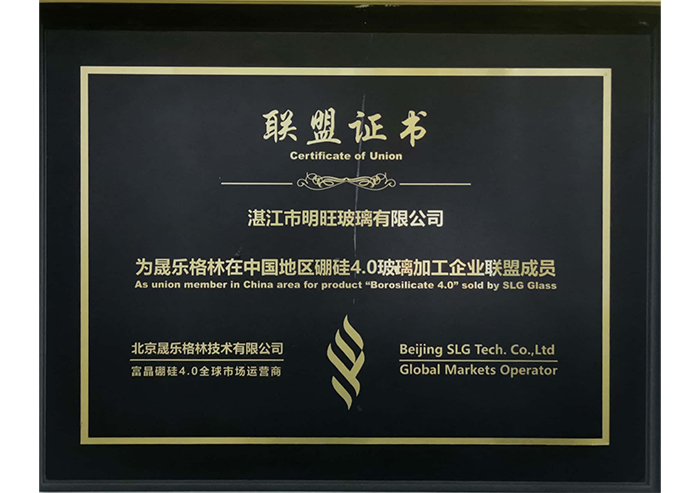 联盟证书
Certificate of Union
湛江市明旺玻璃有限公司
为晟乐格林在中国地区硼硅4.0玻璃加工企业联盟成员
As union member in China area for product “Borosilicate 4.0” sold by SLG Glass
北京晟乐格林技术有限公司
富晶硼硅4.0全球市场运营商
Beijing SLG Tech. Co.,Ltd
Global Markets Operator